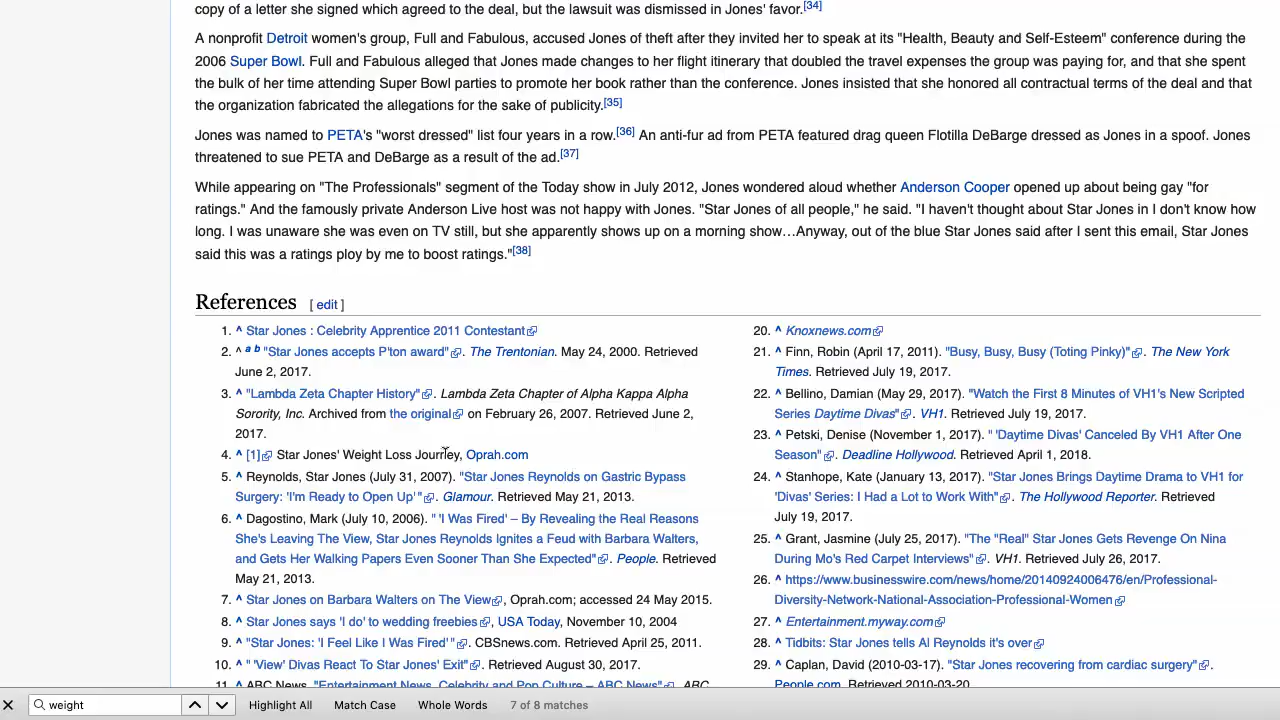 copy of a letter she signed which agreed to the deal, but the lawsuit was dismissed in Jones' favor.[34]
A nonprofit Detroit women's group, Full and Fabulous, accused Jones of theft after they invited her to speak at its "Health, Beauty and Self-Esteem" conference during the
2006 Super Bowl. Full and Fabulous alleged that Jones made changes to her flight itinerary that doubled the travel expenses the group was paying for, and that she spent
the bulk of her time attending Super Bowl parties to promote her book rather than the conference. Jones insisted that she honored all contractual terms of the deal and that
the organization fabricated the allegations for the sake of publicity.[35]
Jones was named to PETA's "worst dressed" list four years in a row.[36] An anti-fur ad from PETA featured drag queen Flotilla DeBarge dressed as Jones in a spoof. Jones
threatened to sue PETA and DeBarge as a result of the ad.[37]
While appearing on "The Professionals" segment of the Today show in July 2012, Jones wondered aloud whether Anderson Cooper opened up about being gay "for
ratings." And the famously private Anderson Live host was not happy with Jones. "Star Jones of all people," he said. "I haven't thought about Star Jones in I don't know how
long. I was unaware she was even on TV still, but she apparently shows up on a morning show…Anyway, out of the blue Star Jones said after I sent this email, Star Jones
said this was a ratings ploy by me to boost ratings."[38]
References [ edit ]
1. ^ Star Jones : Celebrity Apprentice 2011 Contestant
2. ^ a b "Star Jones accepts P'ton award". The Trentonian. May 24, 2000. Retrieved
June 2, 2017.
3. ^ "Lambda Zeta Chapter History". Lambda Zeta Chapter of Alpha Kappa Alpha
Sorority, Inc. Archived from the original on February 26, 2007. Retrieved June 2,
2017.
4. ^ [1] Star Jones' Weight Loss Journey, Oprah.com
5. ^ Reynolds, Star Jones (July 31, 2007). "Star Jones Reynolds on Gastric Bypass
Surgery: 'I'm Ready to Open Up'". Glamour. Retrieved May 21, 2013.
6. ^ Dagostino, Mark (July 10, 2006). " 'I Was Fired' – By Revealing the Real Reasons
She's Leaving The View, Star Jones Reynolds Ignites a Feud with Barbara Walters,
and Gets Her Walking Papers Even Sooner Than She Expected". People. Retrieved
May 21, 2013.
7. ^ Star Jones on Barbara Walters on The View, Oprah.com; accessed 24 May 2015.
8. ^ Star Jones says 'I do' to wedding freebies, USA Today, November 10, 2004
9. ^ "Star Jones: 'I Feel Like I Was Fired' ". CBSnews.com. Retrieved April 25, 2011.
10. ^ " 'View' Divas React To Star Jones' Exit". Retrieved August 30, 2017.
11. ^ ABC News. "Entertainment News, Celebrity and Pop Culture – ABC News". ABC
20. ^ Knoxnews.com
21. ^ Finn, Robin (April 17, 2011). "Busy, Busy, Busy (Toting Pinky)". The New York
Times. Retrieved July 19, 2017.
22. ^ Bellino, Damian (May 29, 2017). "Watch the First 8 Minutes of VH1's New Scripted
Series Daytime Divas". VH1. Retrieved July 19, 2017.
23. ^ Petski, Denise (November 1, 2017). " 'Daytime Divas' Canceled By VH1 After One
Season". Deadline Hollywood. Retrieved April 1, 2018.
24. ^ Stanhope, Kate (January 13, 2017). "Star Jones Brings Daytime Drama to VH1 for
'Divas' Series: I Had a Lot to Work With". The Hollywood Reporter. Retrieved
July 19, 2017.
25. ^ Grant, Jasmine (July 25, 2017). "The "Real" Star Jones Gets Revenge On Nina
During Mo's Red Carpet Interviews". VH1. Retrieved July 26, 2017.
26. ^ https://www.businesswire.com/news/home/20140924006476/en/Professional-
Diversity-Network-National-Association-Professional-Women
27. ^ Entertainment.myway.com
28. ^ Tidbits: Star Jones tells Al Reynolds it's over
29. ^ Caplan, David (2010-03-17). "Star Jones recovering from cardiac surgery".
People.com. Retrieved 2010-03-20.
weight
Highlight All Match Case Whole Words 7 of 8 matches